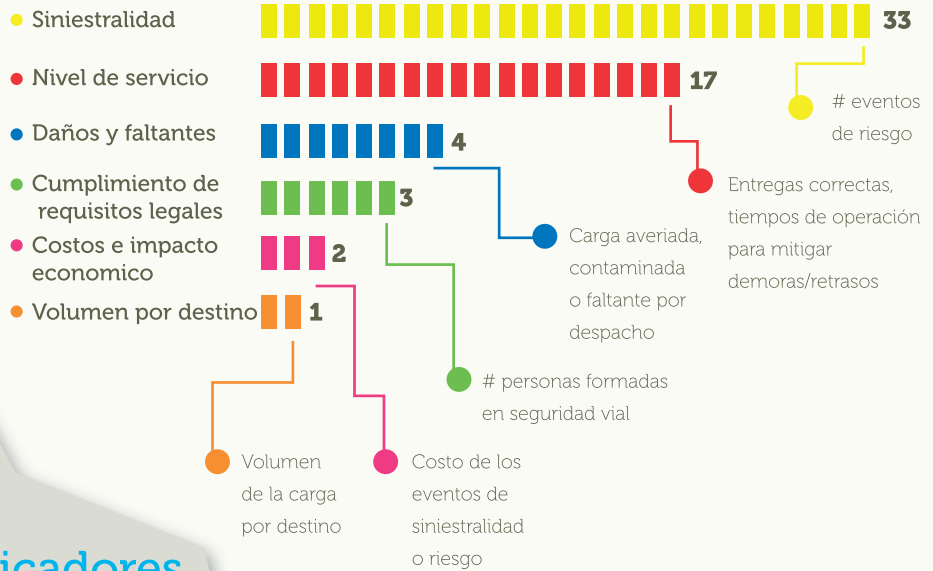 Siniestralidad
33
Nivel de servicio
17
# eventos
de riesgo
Daños y faltantes
4
Cumplimiento de
requisitos legales
3
Entregas correctas,
tiempos de operación
para mitigar
demoras/retrasos
Costos e impacto
economico
2
Carga averiada,
contaminada
o faltante por
despacho
Volumen por destino
1
# personas formadas
en seguridad vial
Volumen
de la carga
por destino
Costo de los
eventos de
siniestralidad
o riesgo
icadores